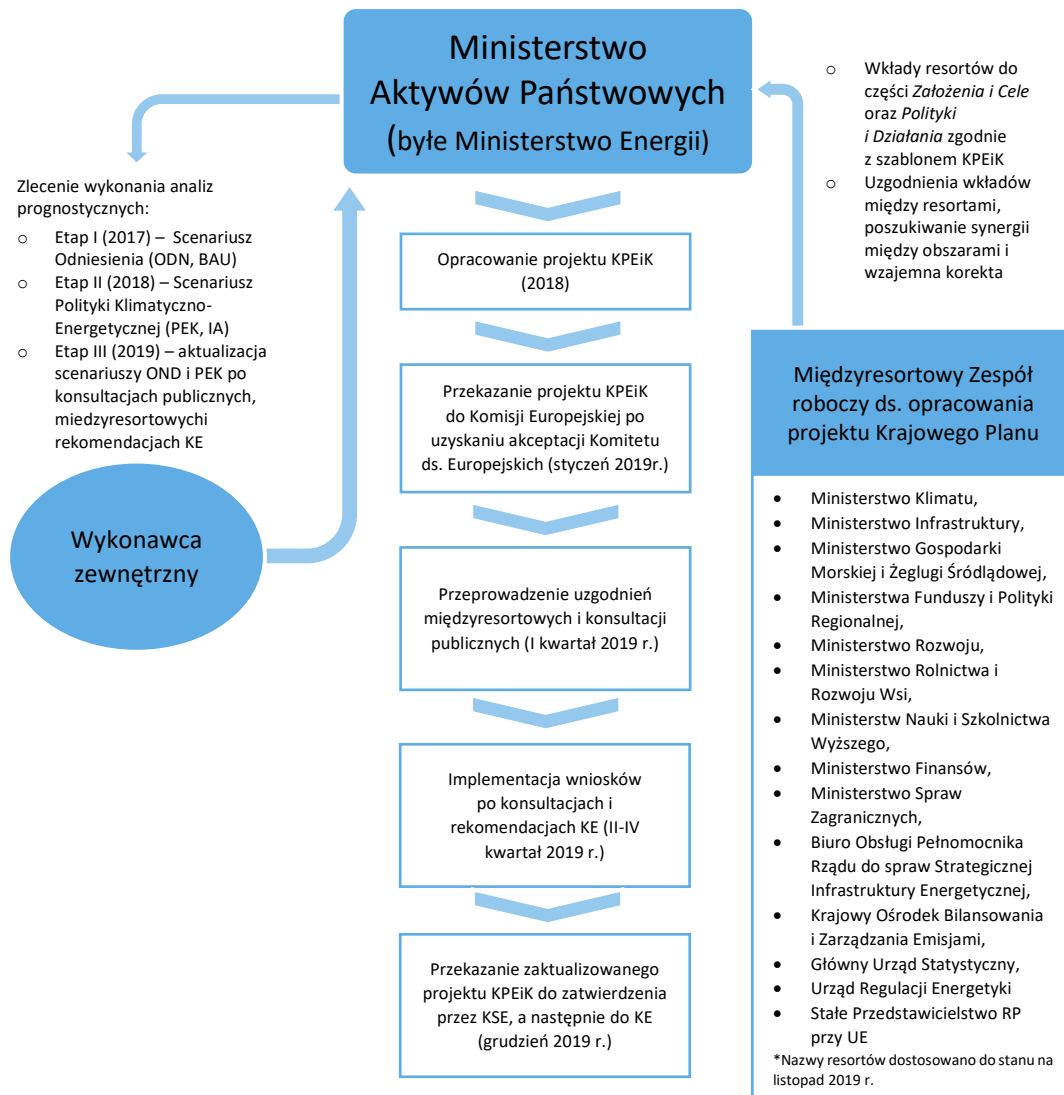 Ministerstwo
Aktywów Państwowych
(byłe Ministerstwo Energii)
Zlecenie wykonania analiz
prognostycznych:
o Etap I (2017) – Scenariusz
Odniesienia (ODN, BAU)
o Etap II (2018) – Scenariusz
Polityki Klimatyczno-
Energetycznej (PEK, IA)
o Etap III (2019) – aktualizacja
scenariuszy OND i PEK po
konsultacjach publicznych,
miedzyresortowychi
rekomendacjach KE
Wykonawca
zewnętrzny
Opracowanie projektu KPEiK
(2018)
Przekazanie projektu KPEiK
do Komisji Europejskiej po
uzyskaniu akceptacji Komitetu
ds. Europejskich (styczeń 2019r.)
Przeprowadzenie uzgodnień
międzyresortowych i konsultacji
publicznych (I kwartał 2019 r.)
Implementacja wniosków
po konsultacjach i
rekomendacjach KE (II-IV
kwartał 2019 r.)
Przekazanie zaktualizowanego
projektu KPEiK do zatwierdzenia
przez KSE, a następnie do KE
(grudzień 2019 r.)
o Wkłady resortów do
części Założenia i Cele
oraz Polityki
i Działania zgodnie
z szablonem KPEiK
o Uzgodnienia wkładów
między resortami,
poszukiwanie synergii
między obszarami i
wzajemna korekta
Międzyresortowy Zespół
roboczy ds. opracowania
projektu Krajowego Planu
• Ministerstwo Klimatu,
• Ministerstwo Infrastruktury,
• Ministerstwo Gospodarki
Morskiej i Żeglugi Śródlądowej,
• Ministerstwa Funduszy i Polityki
Regionalnej,
• Ministerstwo Rozwoju,
• Ministerstwo Rolnictwa i
Rozwoju Wsi,
• Ministerstw Nauki i Szkolnictwa
Wyższego,
• Ministerstwo Finansów,
• Ministerstwo Spraw
Zagranicznych,
• Biuro Obsługi Pełnomocnika
Rządu do spraw Strategicznej
Infrastruktury Energetycznej,
• Krajowy Ośrodek Bilansowania
i Zarządzania Emisjami,
• Główny Urząd Statystyczny,
• Urząd Regulacji Energetyki
• Stałe Przedstawicielstwo RP
przy UE
*Nazwy resortów dostosowano do stanu na
listopad 2019 r.